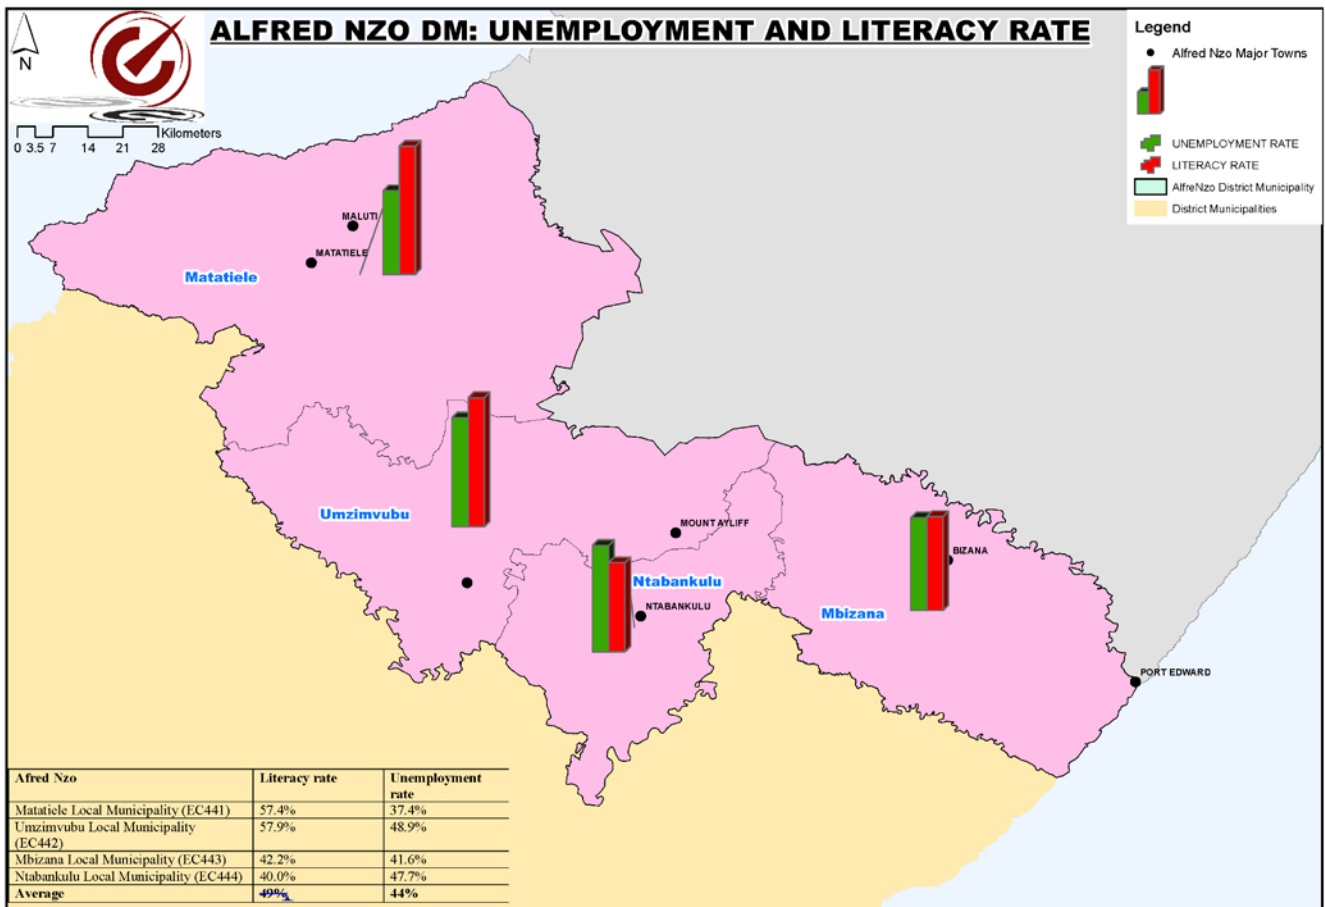 ALFRED NZO DM: UNEMPLOYMENT AND LITERACY RATE
N
Kilometers
0 3.5 7 14 21 28
Legend
Alfred Nzo Major Towns
UNEMPLOYMENT RATE
LITERACY RATE
AlfreNzo District Municipality
District Municipalities
MALUTI
MATATIELE
Matatiele
Umzimvubu
MOUNT AYLIFF
Ntabankulu
NTABANKULU
BIZANA
Mbizana
PORT EDWARD
Afred Nzo Literacy rate Unemployment
rate
Matatiele Local Municipality (EC441) 57.4% 37.4%
Umzimvubu Local Municipality 57.9% 48.9%
(EC442)
Mbizana Local Municipality (EC443) 42.2% 41.6%
Ntabankulu Local Municipality (EC444) 40.0% 47.7%
Average 49% 44%